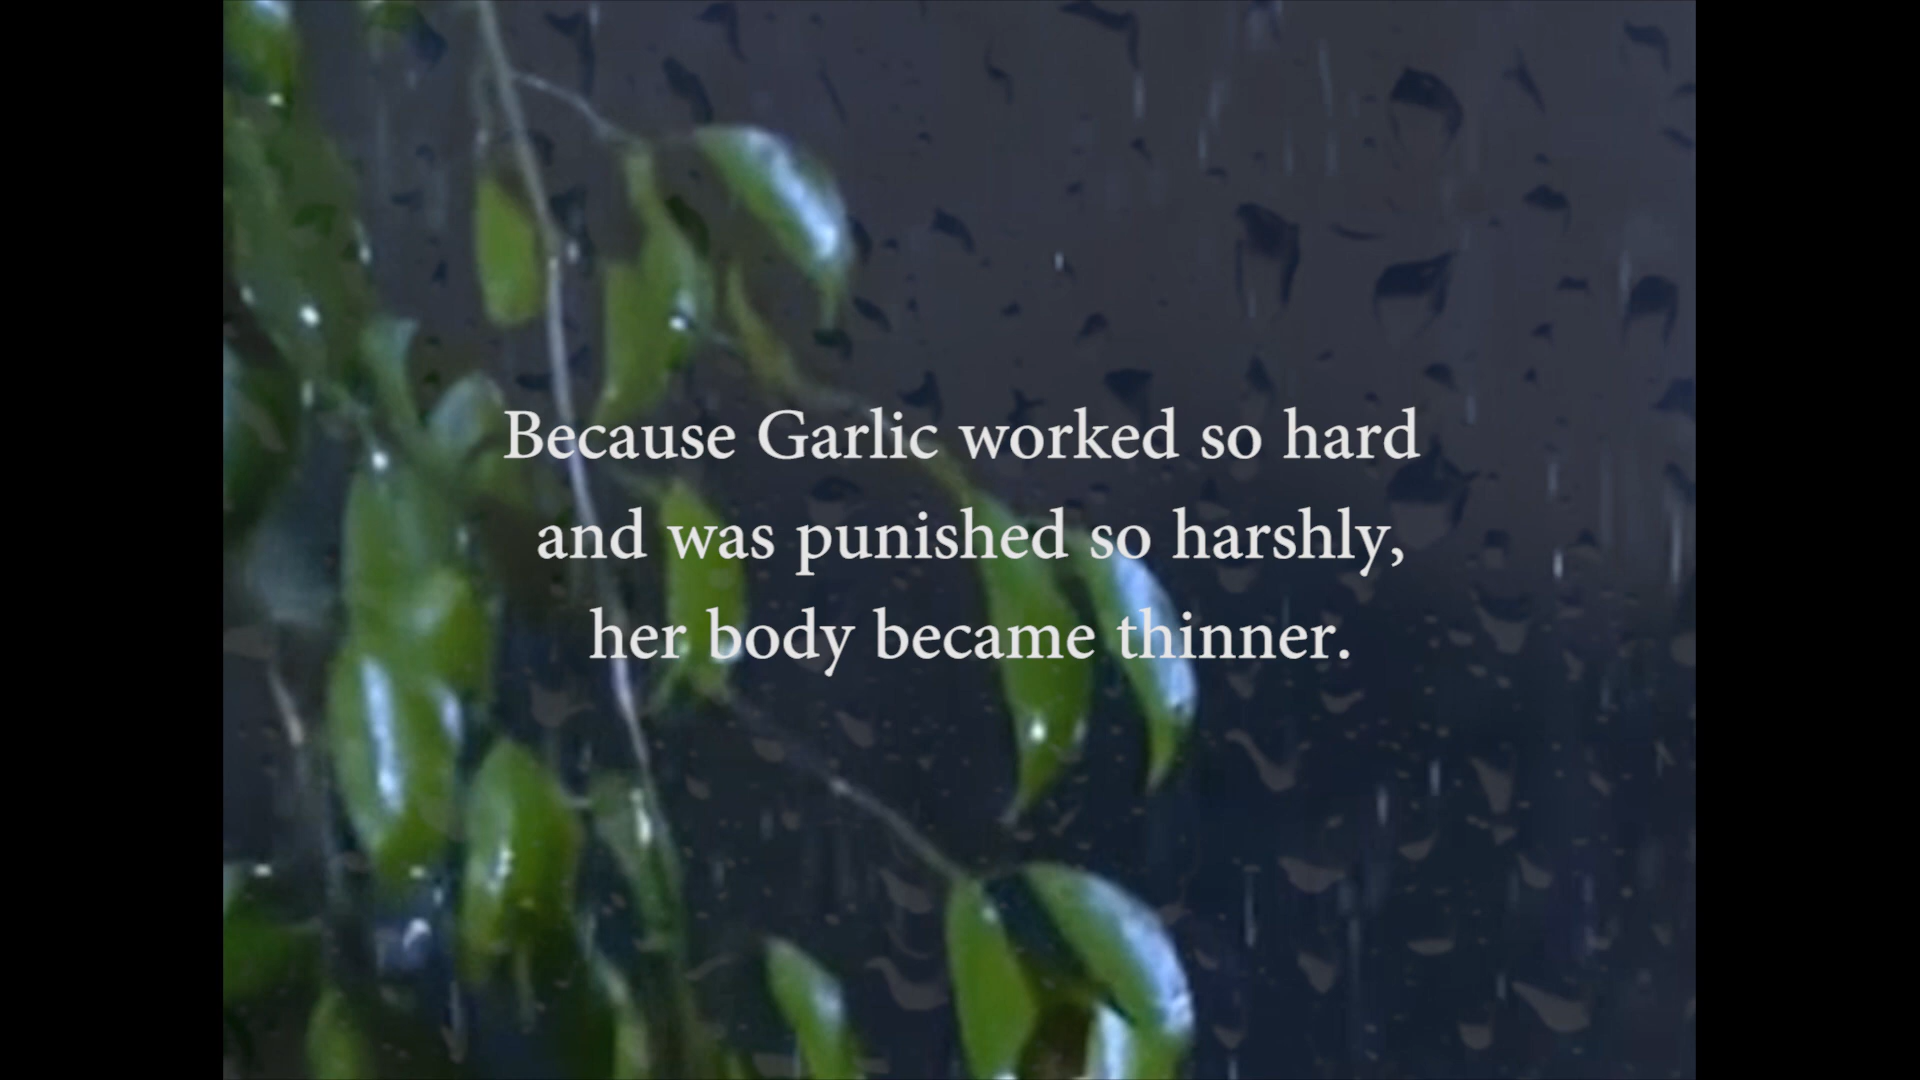 Because Garlic worked so hard
and was punished so harshly,
her body became thinner.